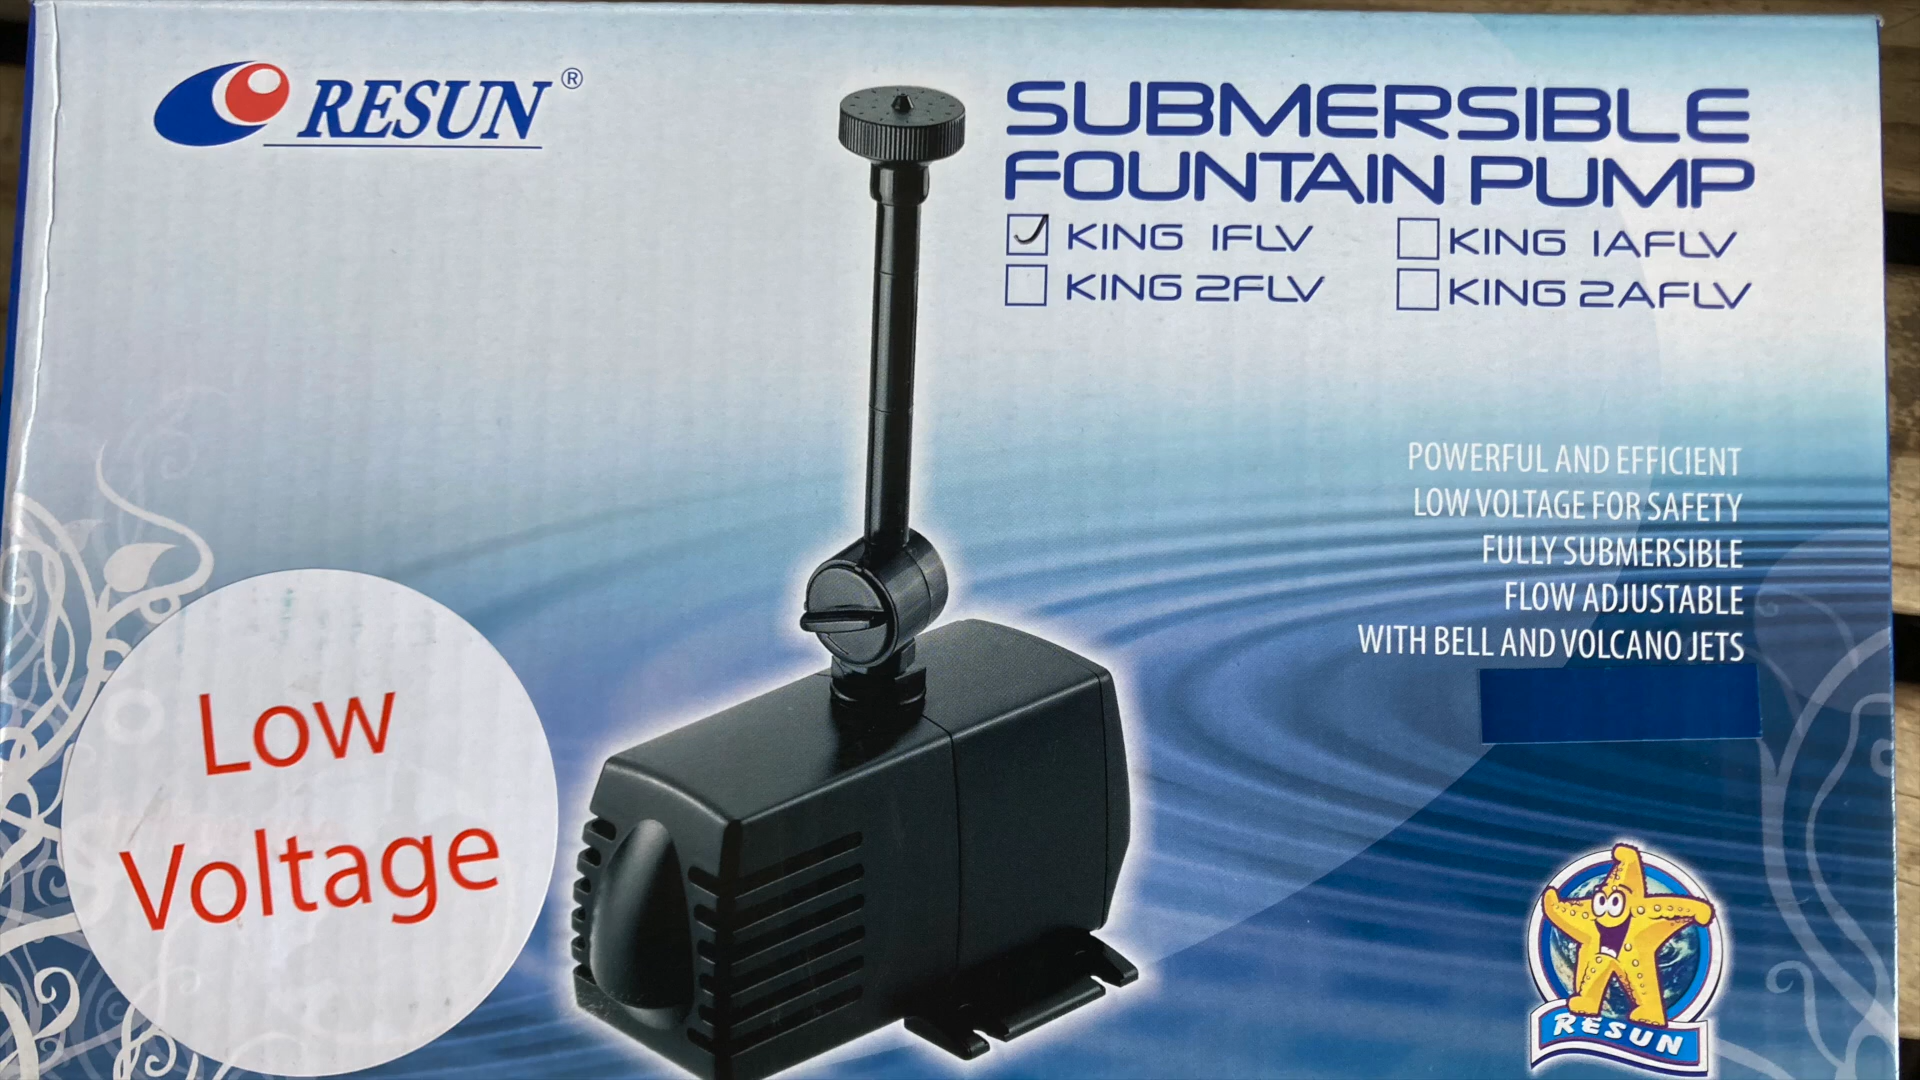 RESUN®
SUBMERSIBLE
FOUNTAIN PUMP
KING 1FLV
KING 1AFLV
KING 2FLV
KING 2AFLV
POWERFUL AND EFFICIENT
LOW VOLTAGE FOR SAFETY
FULLY SUBMERSIBLE
FLOW ADJUSTABLE
WITH BELL AND VOLCANO JETS
Low
Voltage
RESUN